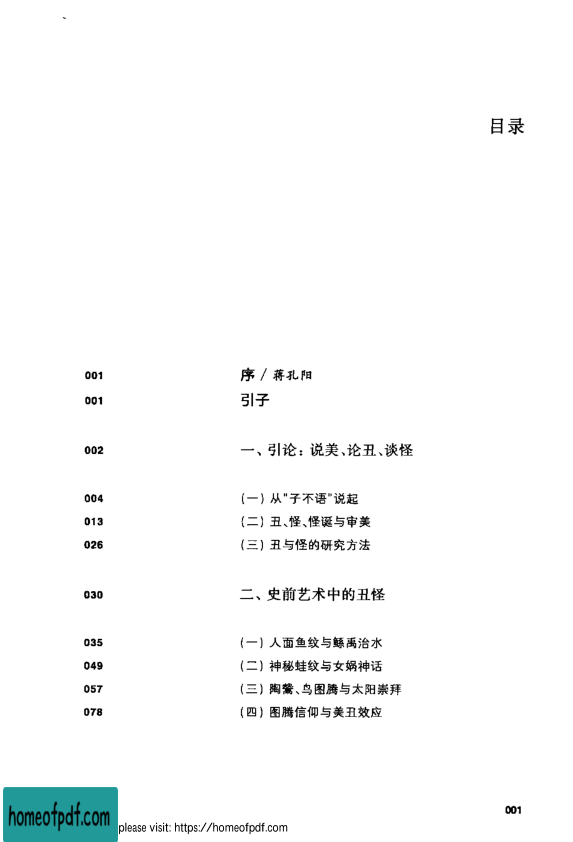 目录
001 序 / 蒋孔阳
001 引子
002 一、引论：说美、论丑、谈怪
004 (一) 从"子不语"说起
013 (二) 丑、怪、怪诞与审美
026 (三) 丑与怪的研究方法
030 二、史前艺术中的丑怪
035 (一) 人面鱼纹与鲧禹治水
049 (二) 神秘蛙纹与女娲神话
057 (三) 陶鷩、鸟图腾与太阳崇拜
078 (四) 图腾信仰与美丑效应
001
homeofpdf.com
please visit: https://homeofpdf.com